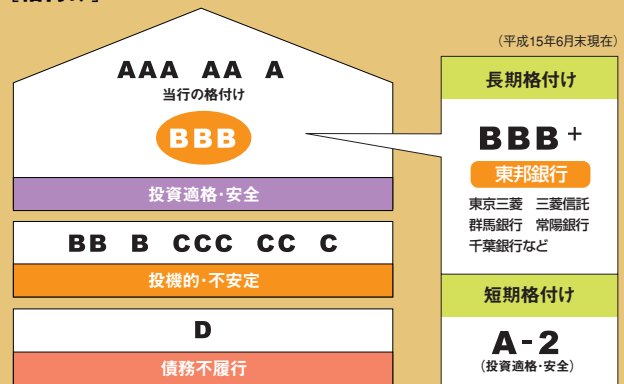 (平成15年6月末現在)
AAA AA A
当行の格付け
BBB
投資適格・安全
BB B CCC CC C
投機的・不安定
D
債務不履行
長期格付け
BBB+
東邦銀行
東京三菱 三菱信託
群馬銀行 常陽銀行
千葉銀行など
短期格付け
A-2
(投資適格・安全)